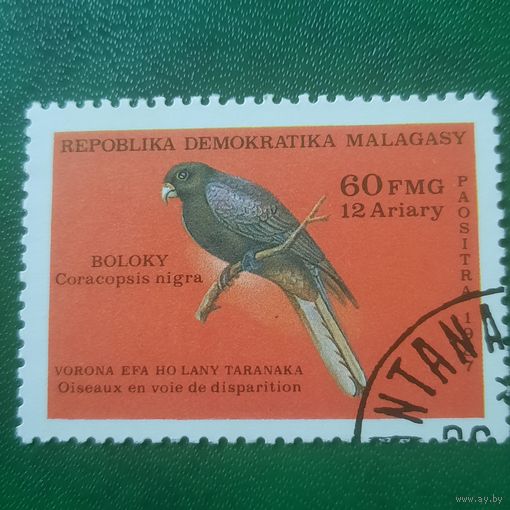 REPOBLIKA DEMOKRATIKA MALAGASY
60 FMG
12 Ariary
PAOSITRA
BOLOKY
Coracopsis nigra
VORONA EFA HO LANY TARANAKA
Oiseaux en voie de disparition
NTANA
www.ay.by